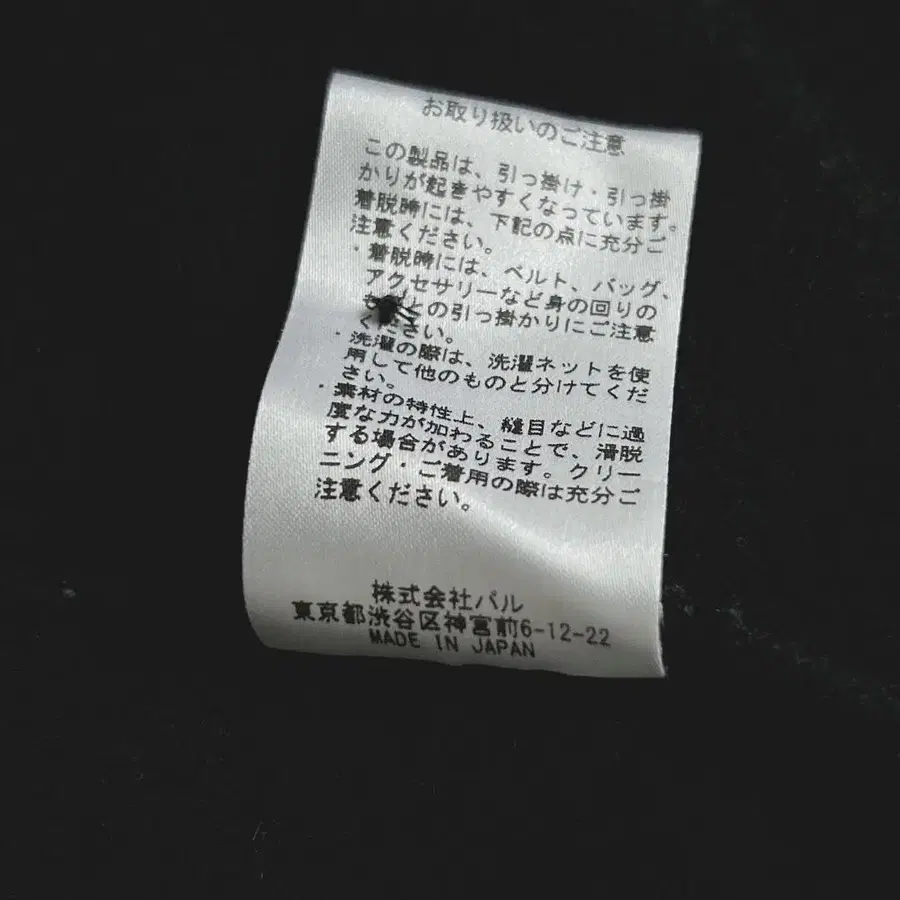 お取り扱いのご注意
この製品は、引っ掛け・引っ掛
かりが起きやすくなっています。
着脱時には、下記の点に充分ご
注意ください。
・着脱時には、ベルト、バッグ、
アクセサリーなど身の回りの
も との引っ掛かりにご注意
ください。
・洗濯の際は、洗濯ネットを使
用して他のものと分けてくだ
さい。
・素材の特性上、縫目などに過
度な力が加わることで、滑脱
する場合があります。クリー
ニング・ご着用の際は充分ご
注意ください。
株式会社パル
東京都渋谷区神宮前6-12-22
MADE IN JAPAN